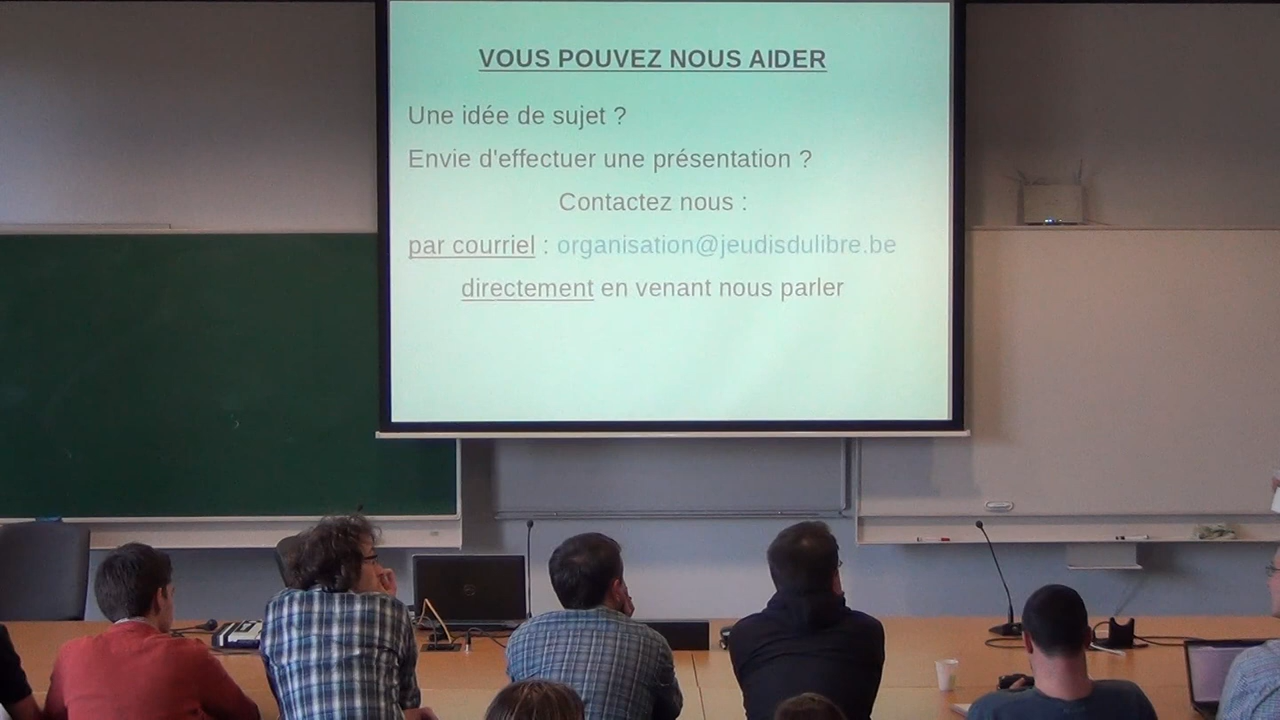 VOUS POUVEZ NOUS AIDER
Une idée de sujet ?
Envie d'effectuer une présentation ?
Contactez nous :
par courriel : organisation@jeudisdulibre.be
directement en venant nous parler